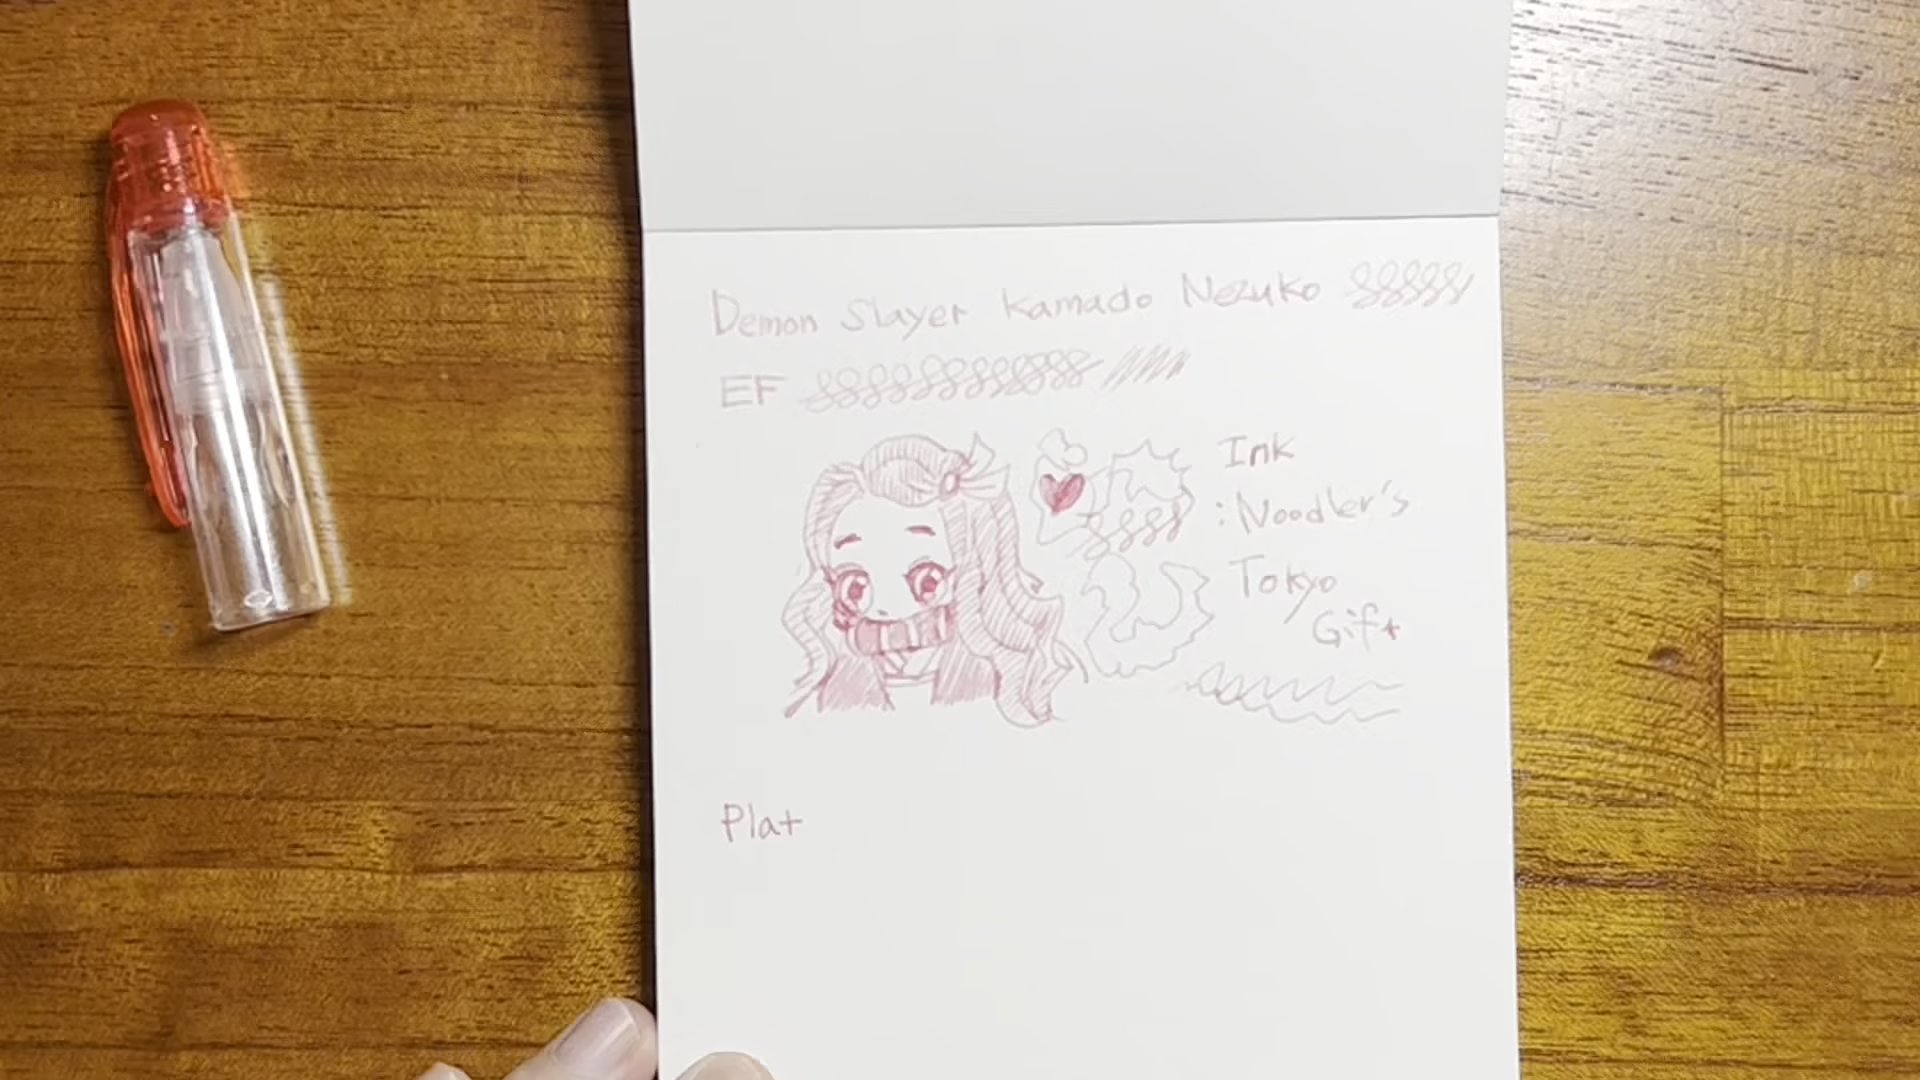 Demon Slayer Kamado Nezuko
EF
Ink
:Noodler's
Tokyo
Gift
Plat